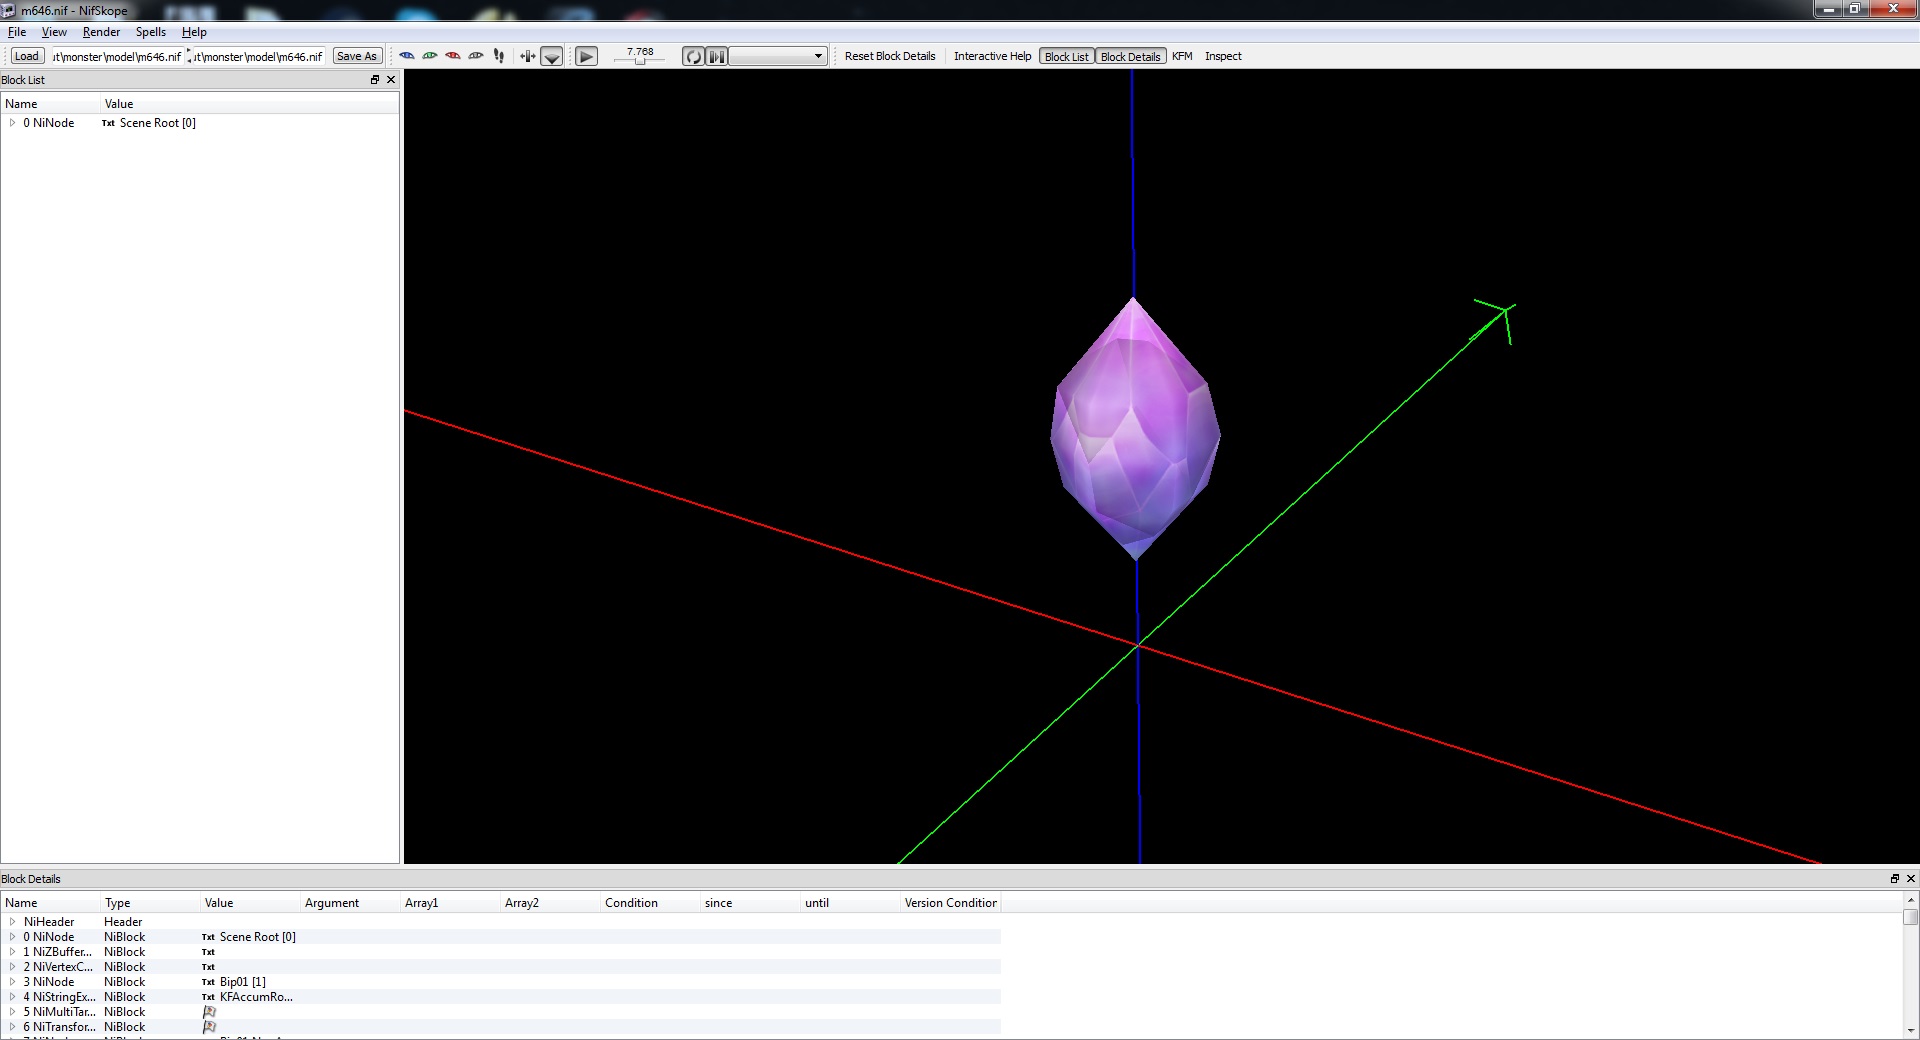 m646.nif - NifSkope
File View Render Spells Help
Load ut\monster\model\m646.nif ut\monster\model\m646.nif Save As 7.768 Reset Block Details Interactive Help Block List Block Details KFM Inspect
Block List
Name Value
0 NiNode Txt Scene Root [0]
Block Details
Name Type Value Argument Array1 Array2 Condition since until Version Condition
NiHeader Header
0 NiNode NiBlock Txt Scene Root [0]
1 NiZBuffer... NiBlock Txt
2 NiVertexC... NiBlock Txt
3 NiNode NiBlock Txt Bip01 [1]
4 NiStringEx... NiBlock Txt KFAccumRo...
5 NiMultiTar... NiBlock
6 NiTransfor... NiBlock